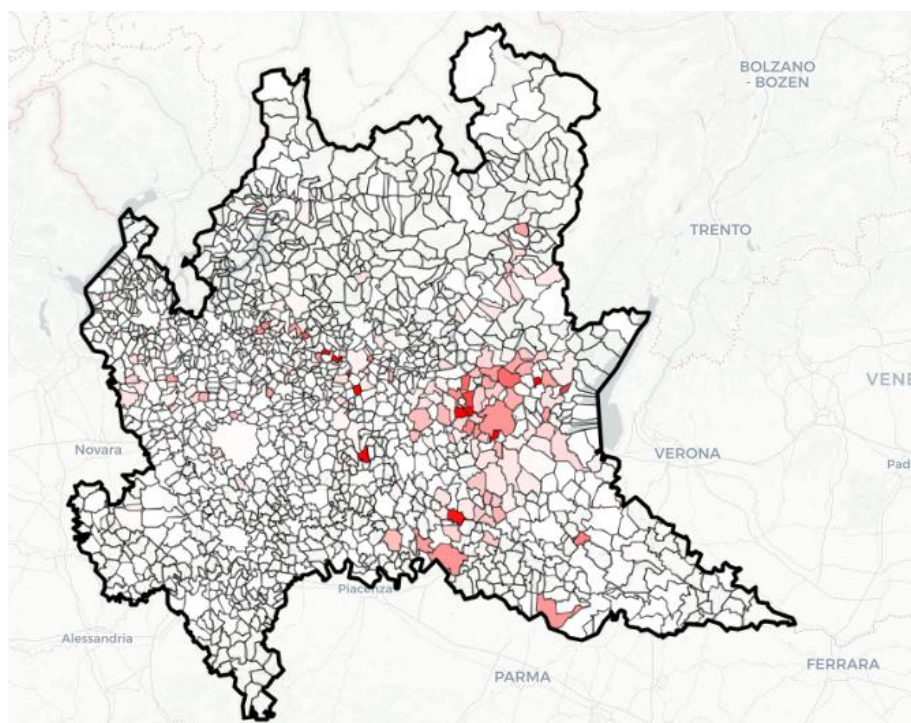 BOLZANO
- BOZEN
TRENTO
VENE
Novara
VERONA
Pad
Piacenza
Alessandria
PARMA
FERRARA